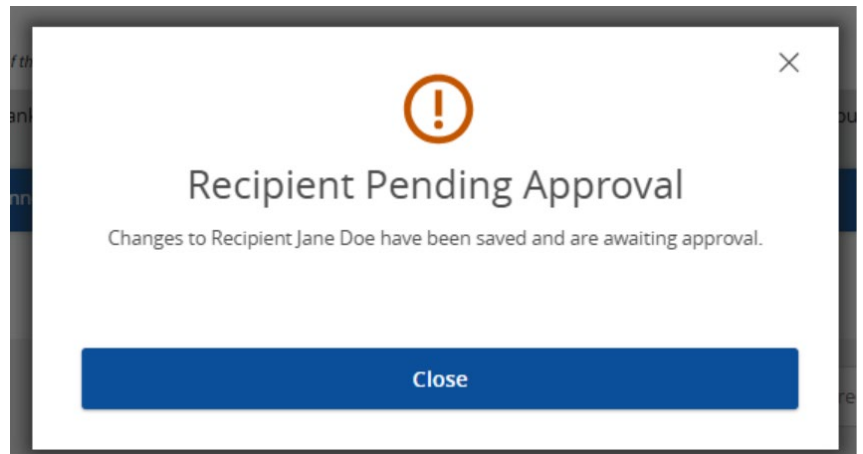 Recipient Pending Approval
Changes to Recipient Jane Doe have been saved and are awaiting approval.
Close